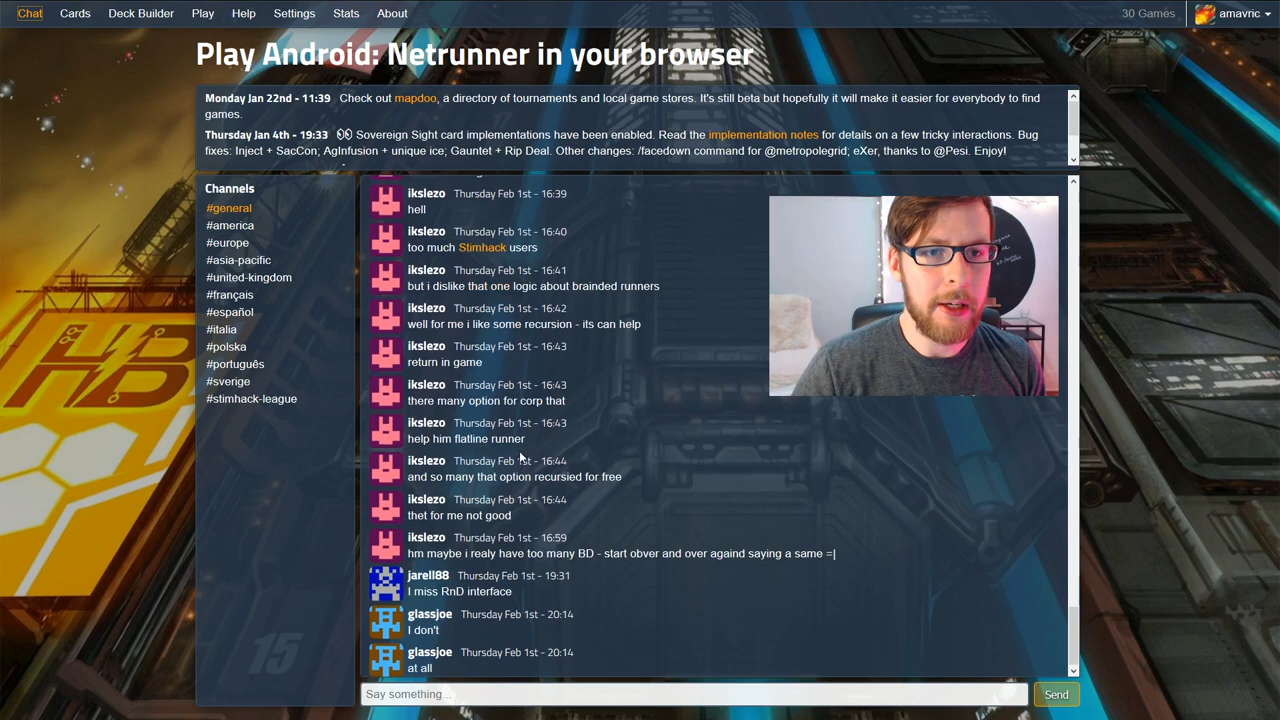 Chat Cards Deck Builder Play Help Settings Stats About 30 Games amavric
Play Android: Netrunner in your browser
Monday Jan 22nd - 11:39 Check out mapdoo, a directory of tournaments and local game stores. It's still beta but hopefully it will make it easier for everybody to find
games.
Thursday Jan 4th - 19:33 👀 Sovereign Sight card implementations have been enabled. Read the implementation notes for details on a few tricky interactions. Bug
fixes: Inject + SacCon; AgInfusion + unique ice; Gauntet + Rip Deal. Other changes: /facedown command for @metropolegrid; eXer, thanks to @Pesi. Enjoy!
Channels
#general
#america
#europe
#asia-pacific
#united-kingdom
#français
#español
#italia
#polska
#português
#sverige
#stimhack-league
ikslezo Thursday Feb 1st - 16:39
hell
ikslezo Thursday Feb 1st - 16:40
too much Stimhack users
ikslezo Thursday Feb 1st - 16:41
but i dislike that one logic about brainded runners
ikslezo Thursday Feb 1st - 16:42
well for me i like some recursion - its can help
ikslezo Thursday Feb 1st - 16:43
return in game
ikslezo Thursday Feb 1st - 16:43
there many option for corp that
ikslezo Thursday Feb 1st - 16:43
help him flatline runner
ikslezo Thursday Feb 1st - 16:44
and so many that option recursied for free
ikslezo Thursday Feb 1st - 16:44
thet for me not good
ikslezo Thursday Feb 1st - 16:59
hm maybe i realy have too many BD - start obver and over againd saying a same =|
jarell88 Thursday Feb 1st - 19:31
I miss RnD interface
glassjoe Thursday Feb 1st - 20:14
I don't
glassjoe Thursday Feb 1st - 20:14
at all
Say something...
Send
HB
15